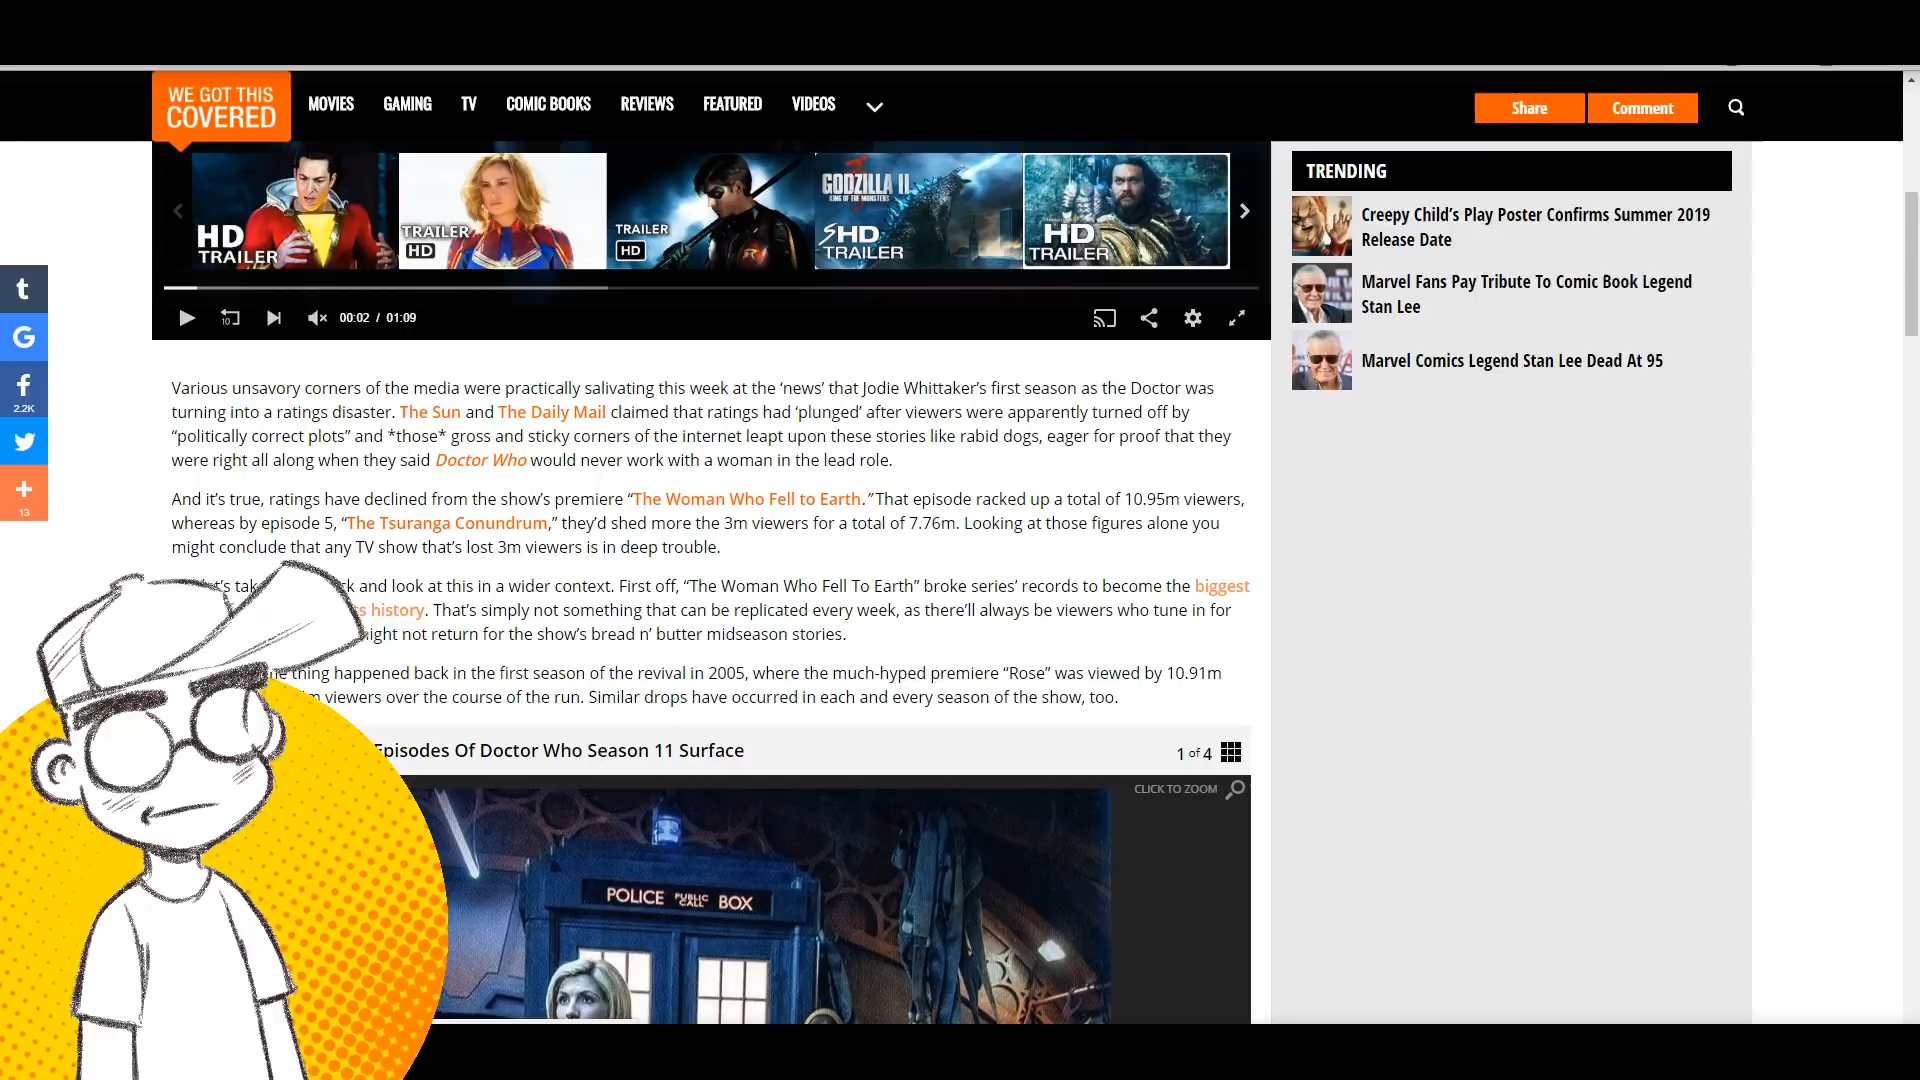 WE GOT THIS
COVERED
MOVIES GAMING TV COMIC BOOKS REVIEWS FEATURED VIDEOS
Share Comment
HD
TRAILER
TRAILER
HD
TRAILER
HD
GODZILLA II
KING OF THE MONSTERS
HD
TRAILER
HD
TRAILER
10
00:02 / 01:09
TRENDING
Creepy Child's Play Poster Confirms Summer 2019
Release Date
Marvel Fans Pay Tribute To Comic Book Legend
Stan Lee
Marvel Comics Legend Stan Lee Dead At 95
t
G
f
2.2K
+
13
Various unsavory corners of the media were practically salivating this week at the ‘news’ that Jodie Whittaker’s first season as the Doctor was
turning into a ratings disaster. The Sun and The Daily Mail claimed that ratings had ‘plunged’ after viewers were apparently turned off by
“politically correct plots” and *those* gross and sticky corners of the internet leapt upon these stories like rabid dogs, eager for proof that they
were right all along when they said Doctor Who would never work with a woman in the lead role.
And it’s true, ratings have declined from the show’s premiere “The Woman Who Fell to Earth.” That episode racked up a total of 10.95m viewers,
whereas by episode 5, “The Tsuranga Conundrum,” they’d shed more the 3m viewers for a total of 7.76m. Looking at those figures alone you
might conclude that any TV show that’s lost 3m viewers is in deep trouble.
and look at this in a wider context. First off, “The Woman Who Fell To Earth” broke series’ records to become the biggest
history. That’s simply not something that can be replicated every week, as there’ll always be viewers who tune in for
not return for the show’s bread n’ butter midseason stories.
thing happened back in the first season of the revival in 2005, where the much-hyped premiere “Rose” was viewed by 10.91m
viewers over the course of the run. Similar drops have occurred in each and every season of the show, too.
Episodes Of Doctor Who Season 11 Surface
1 of 4
CLICK TO ZOOM
POLICE PUBLIC CALL BOX